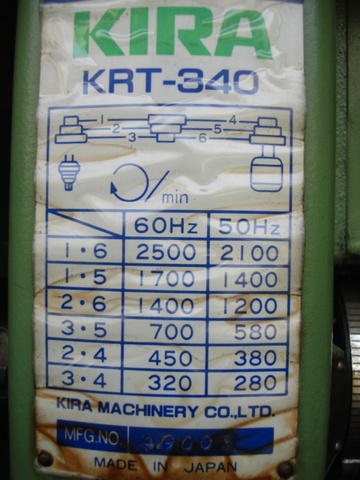 KIRA
KRT-340
1 4
2 5
3 6
/min
60Hz 50Hz
1·6 2500 2100
1·5 1700 1400
2·6 1400 1200
3·5 700 580
2·4 450 380
3·4 320 280
KIRA MACHINERY CO.,LTD.
MFG.NO.
MADE IN JAPAN